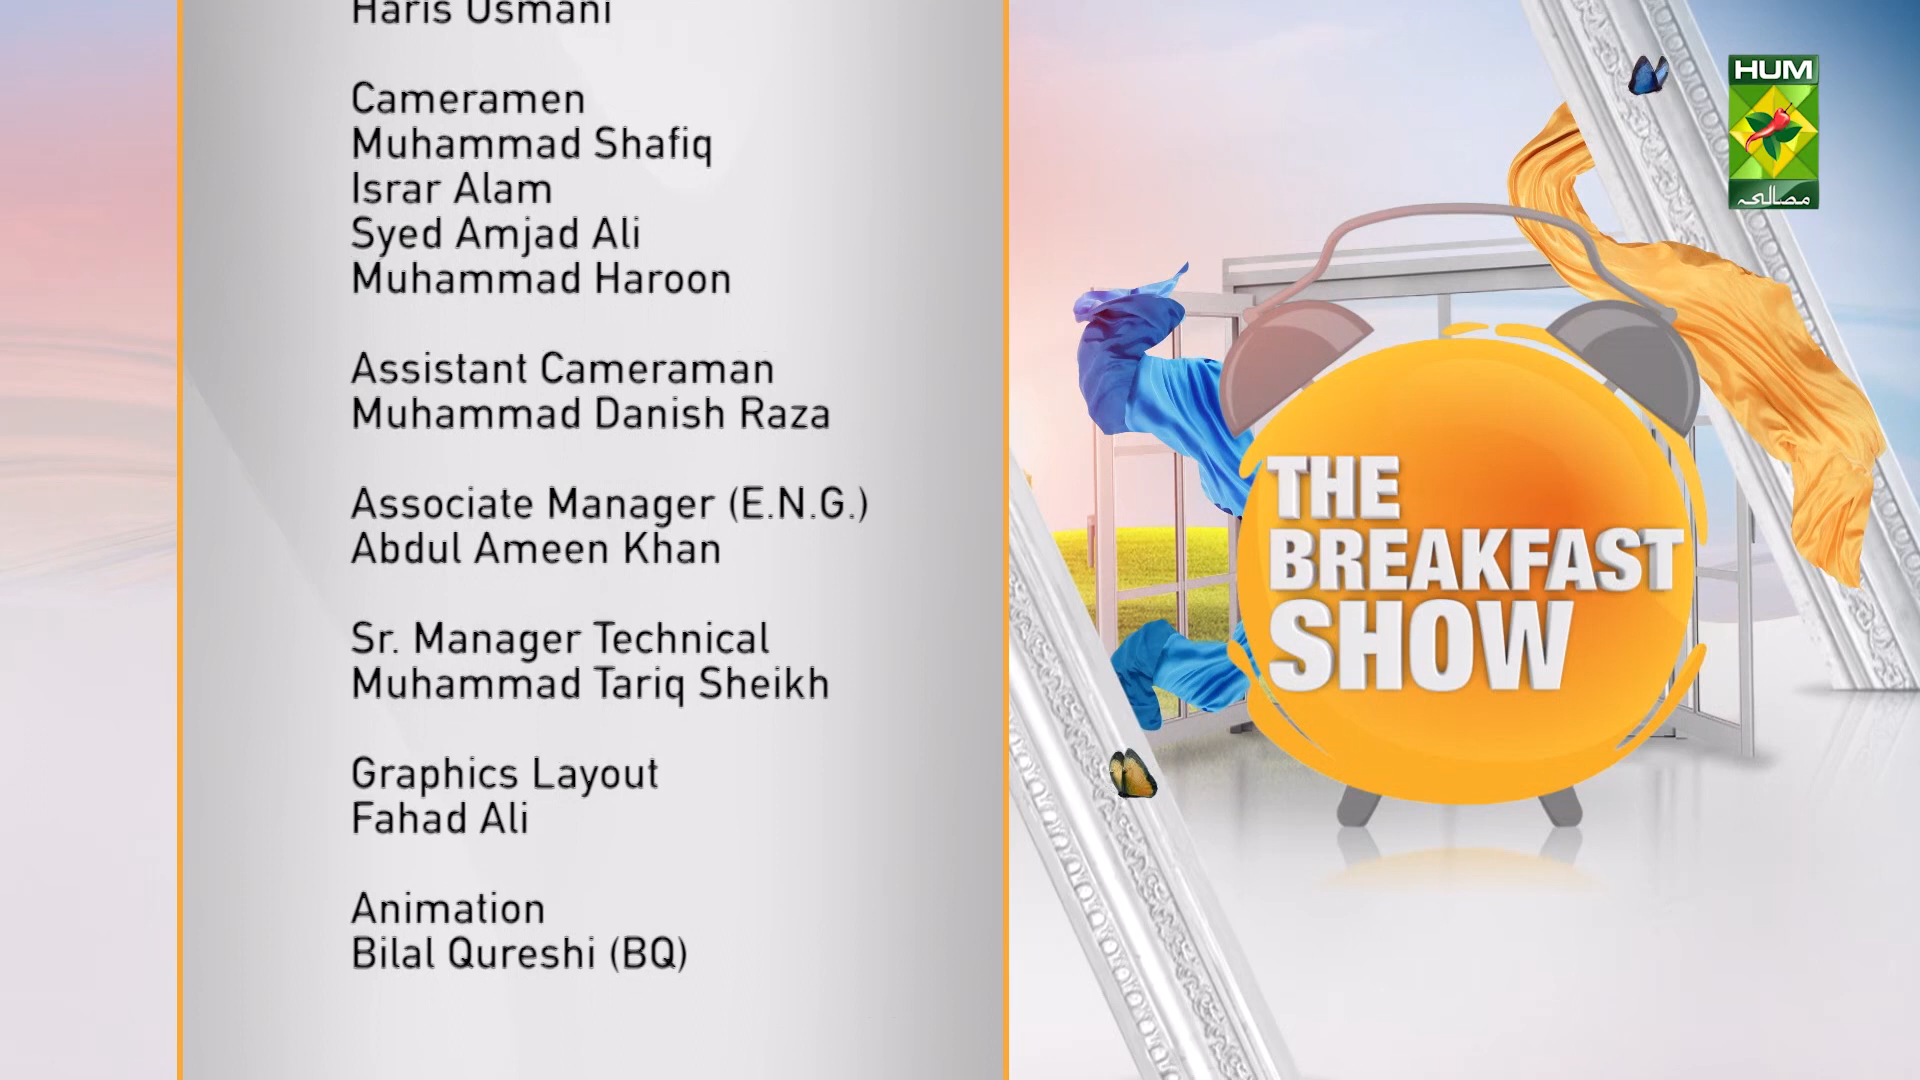 Haris Usmani
Cameramen
Muhammad Shafiq
Israr Alam
Syed Amjad Ali
Muhammad Haroon
Assistant Cameraman
Muhammad Danish Raza
Associate Manager (E.N.G.)
Abdul Ameen Khan
Sr. Manager Technical
Muhammad Tariq Sheikh
Graphics Layout
Fahad Ali
Animation
Bilal Qureshi (BQ)
HUM
مصالحہ
THE
BREAKFAST
SHOW